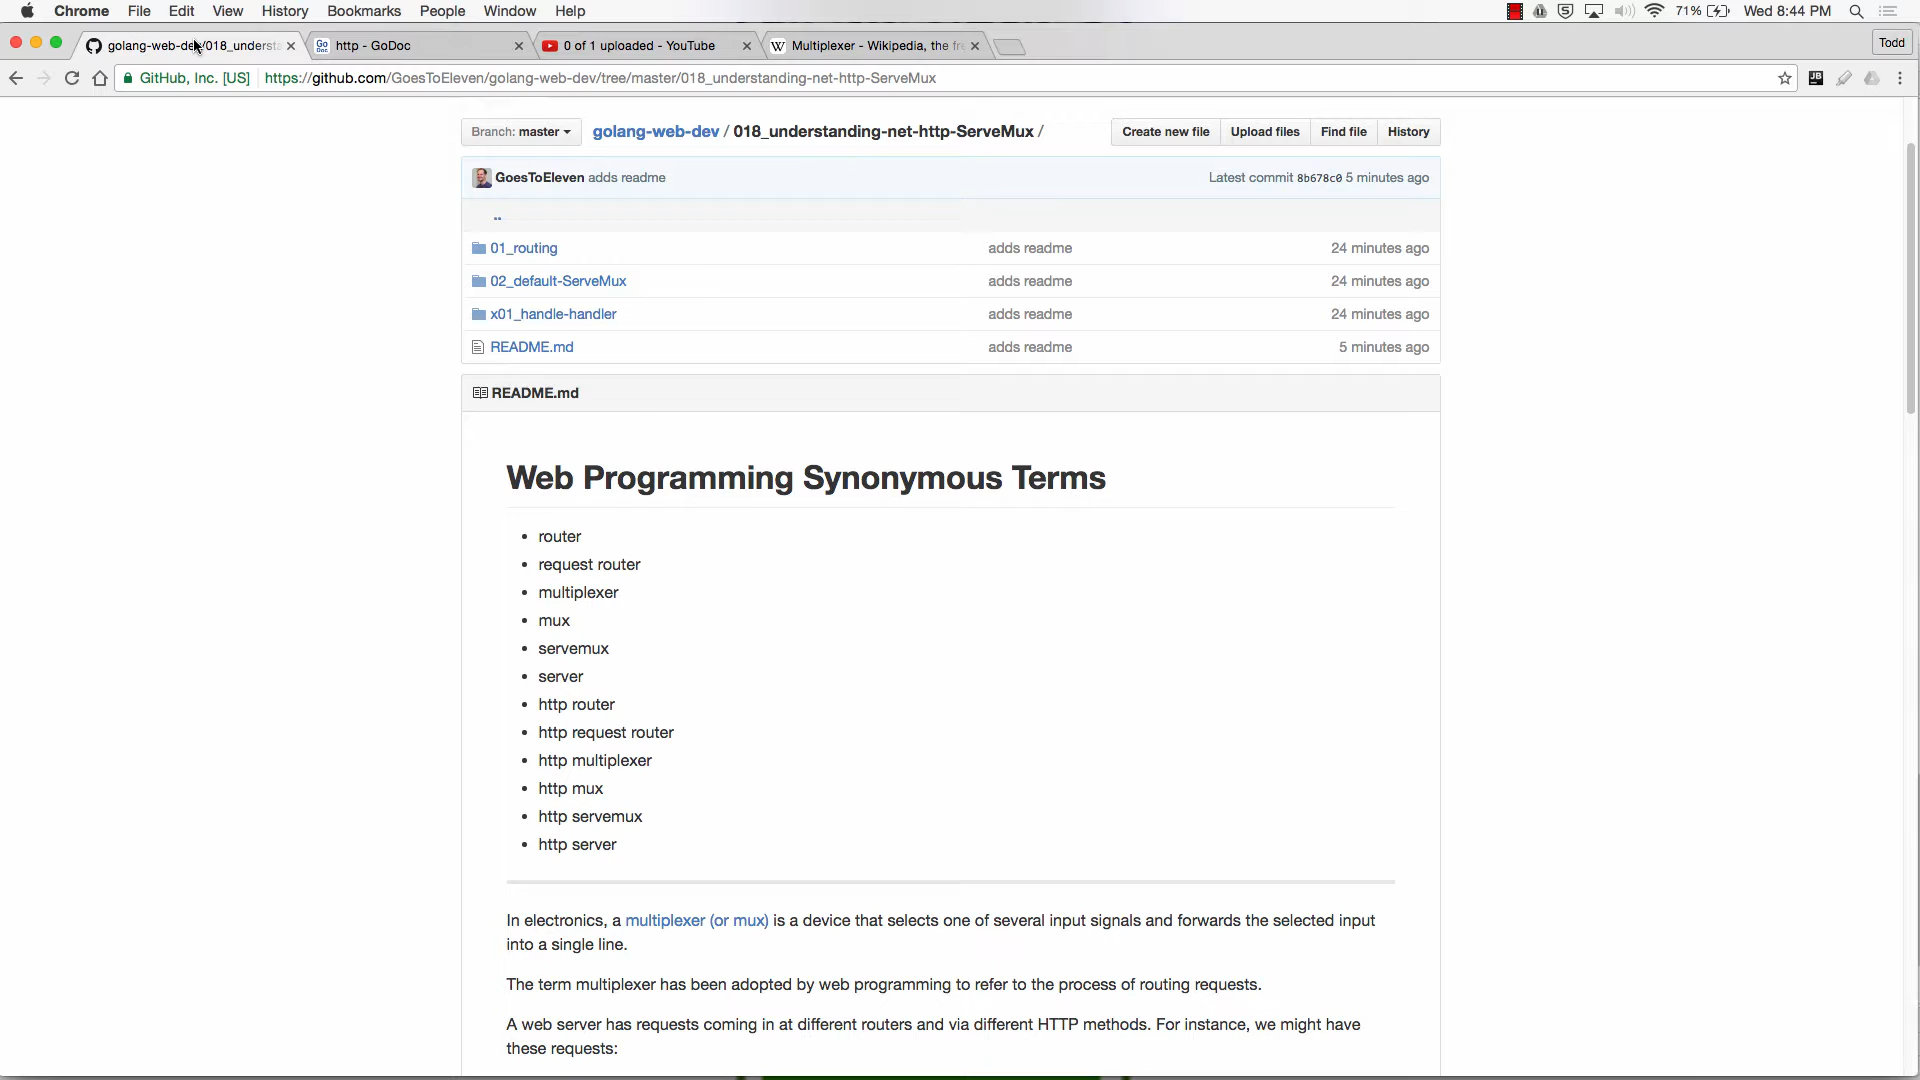 Chrome File Edit View History Bookmarks People Window Help 71% Wed 8:44 PM
golang-web-dev/018_understa http - GoDoc 0 of 1 uploaded - YouTube Multiplexer - Wikipedia, the fre Todd
GitHub, Inc. [US] https://github.com/GoesToEleven/golang-web-dev/tree/master/018_understanding-net-http-ServeMux
Branch: master golang-web-dev / 018_understanding-net-http-ServeMux / Create new file Upload files Find file History
GoesToEleven adds readme Latest commit 8b678c0 5 minutes ago
..
01_routing adds readme 24 minutes ago
02_default-ServeMux adds readme 24 minutes ago
x01_handle-handler adds readme 24 minutes ago
README.md adds readme 5 minutes ago
README.md
Web Programming Synonymous Terms
• router
• request router
• multiplexer
• mux
• servemux
• server
• http router
• http request router
• http multiplexer
• http mux
• http servemux
• http server
In electronics, a multiplexer (or mux) is a device that selects one of several input signals and forwards the selected input
into a single line.
The term multiplexer has been adopted by web programming to refer to the process of routing requests.
A web server has requests coming in at different routers and via different HTTP methods. For instance, we might have
these requests: